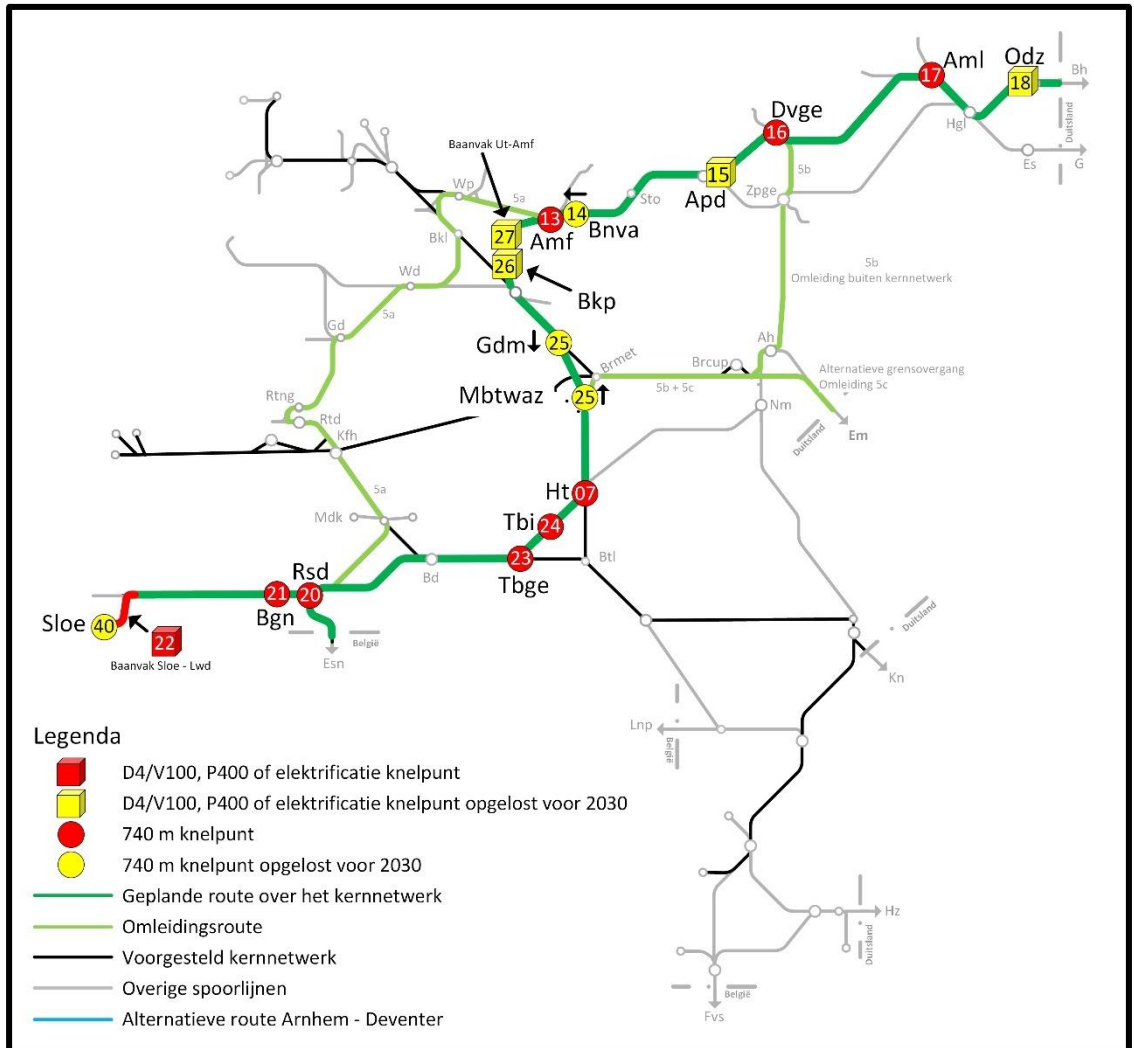 Aml
Odz
17
18
Bh
Dvge
16
Hgl
Duitsland
Es
G
Baanvak Ut-Amf
Wp
5a
13
14
Bnva
Sto
15
Apd
5b
Zpge
27
Amf
Bkl
26
Bkp
Wd
5b
Omleiding buiten kernnetwerk
5a
Gd
Gdm
25
Ah
Brmet
Brcup
Alternatieve grensovergang
Omleiding 5c
5b + 5c
Mbtwaz
25
Rtng
Rtd
Nm
Em
Duitsland
Kfh
5a
Ht
07
Mdk
Tbi
24
Bd
23
Tbge
Btl
Rsd
21
20
Bgn
Sloe
40
22
Baanvak Sloe - Lwd
België
Esn
Duitsland
Kn
Lnp
België
Legenda
D4/V100, P400 of elektrificatie knelpunt
D4/V100, P400 of elektrificatie knelpunt opgelost voor 2030
740 m knelpunt
740 m knelpunt opgelost voor 2030
Geplande route over het kernnetwerk
Omleidingsroute
Voorgesteld kernnetwerk
Overige spoorlijnen
Alternatieve route Arnhem - Deventer
Hz
Duitsland
België
Fvs